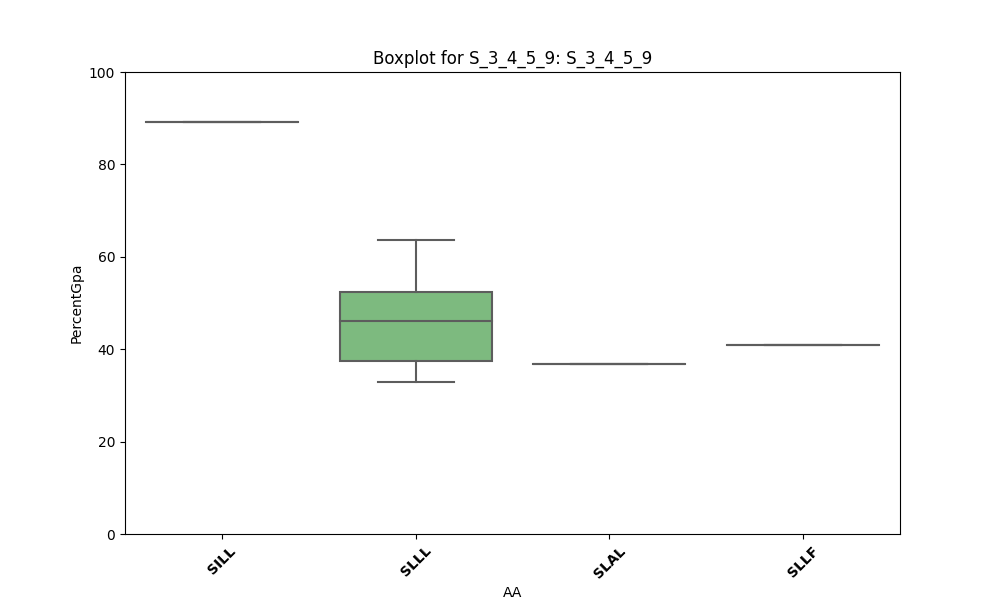 Boxplot for S_3_4_5_9: S_3_4_5_9
100
80
60
40
20
0
PercentGpa
SILL
SLLL
SLAL
SLLF
AA